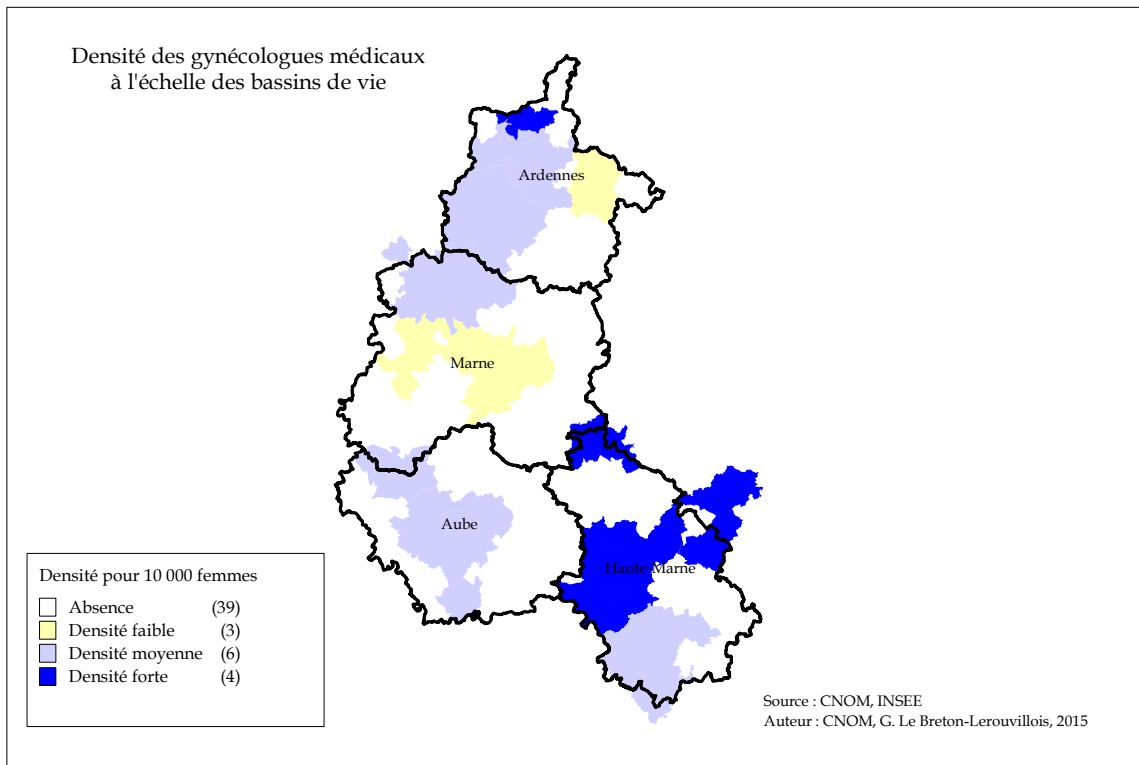 Densité des gynécologues médicaux
à l'échelle des bassins de vie
Ardennes
Marne
Aube
Haute-Marne
Densité pour 10 000 femmes
Absence (39)
Densité faible (3)
Densité moyenne (6)
Densité forte (4)
Source : CNOM, INSEE
Auteur : CNOM, G. Le Breton-Lerouvillois, 2015